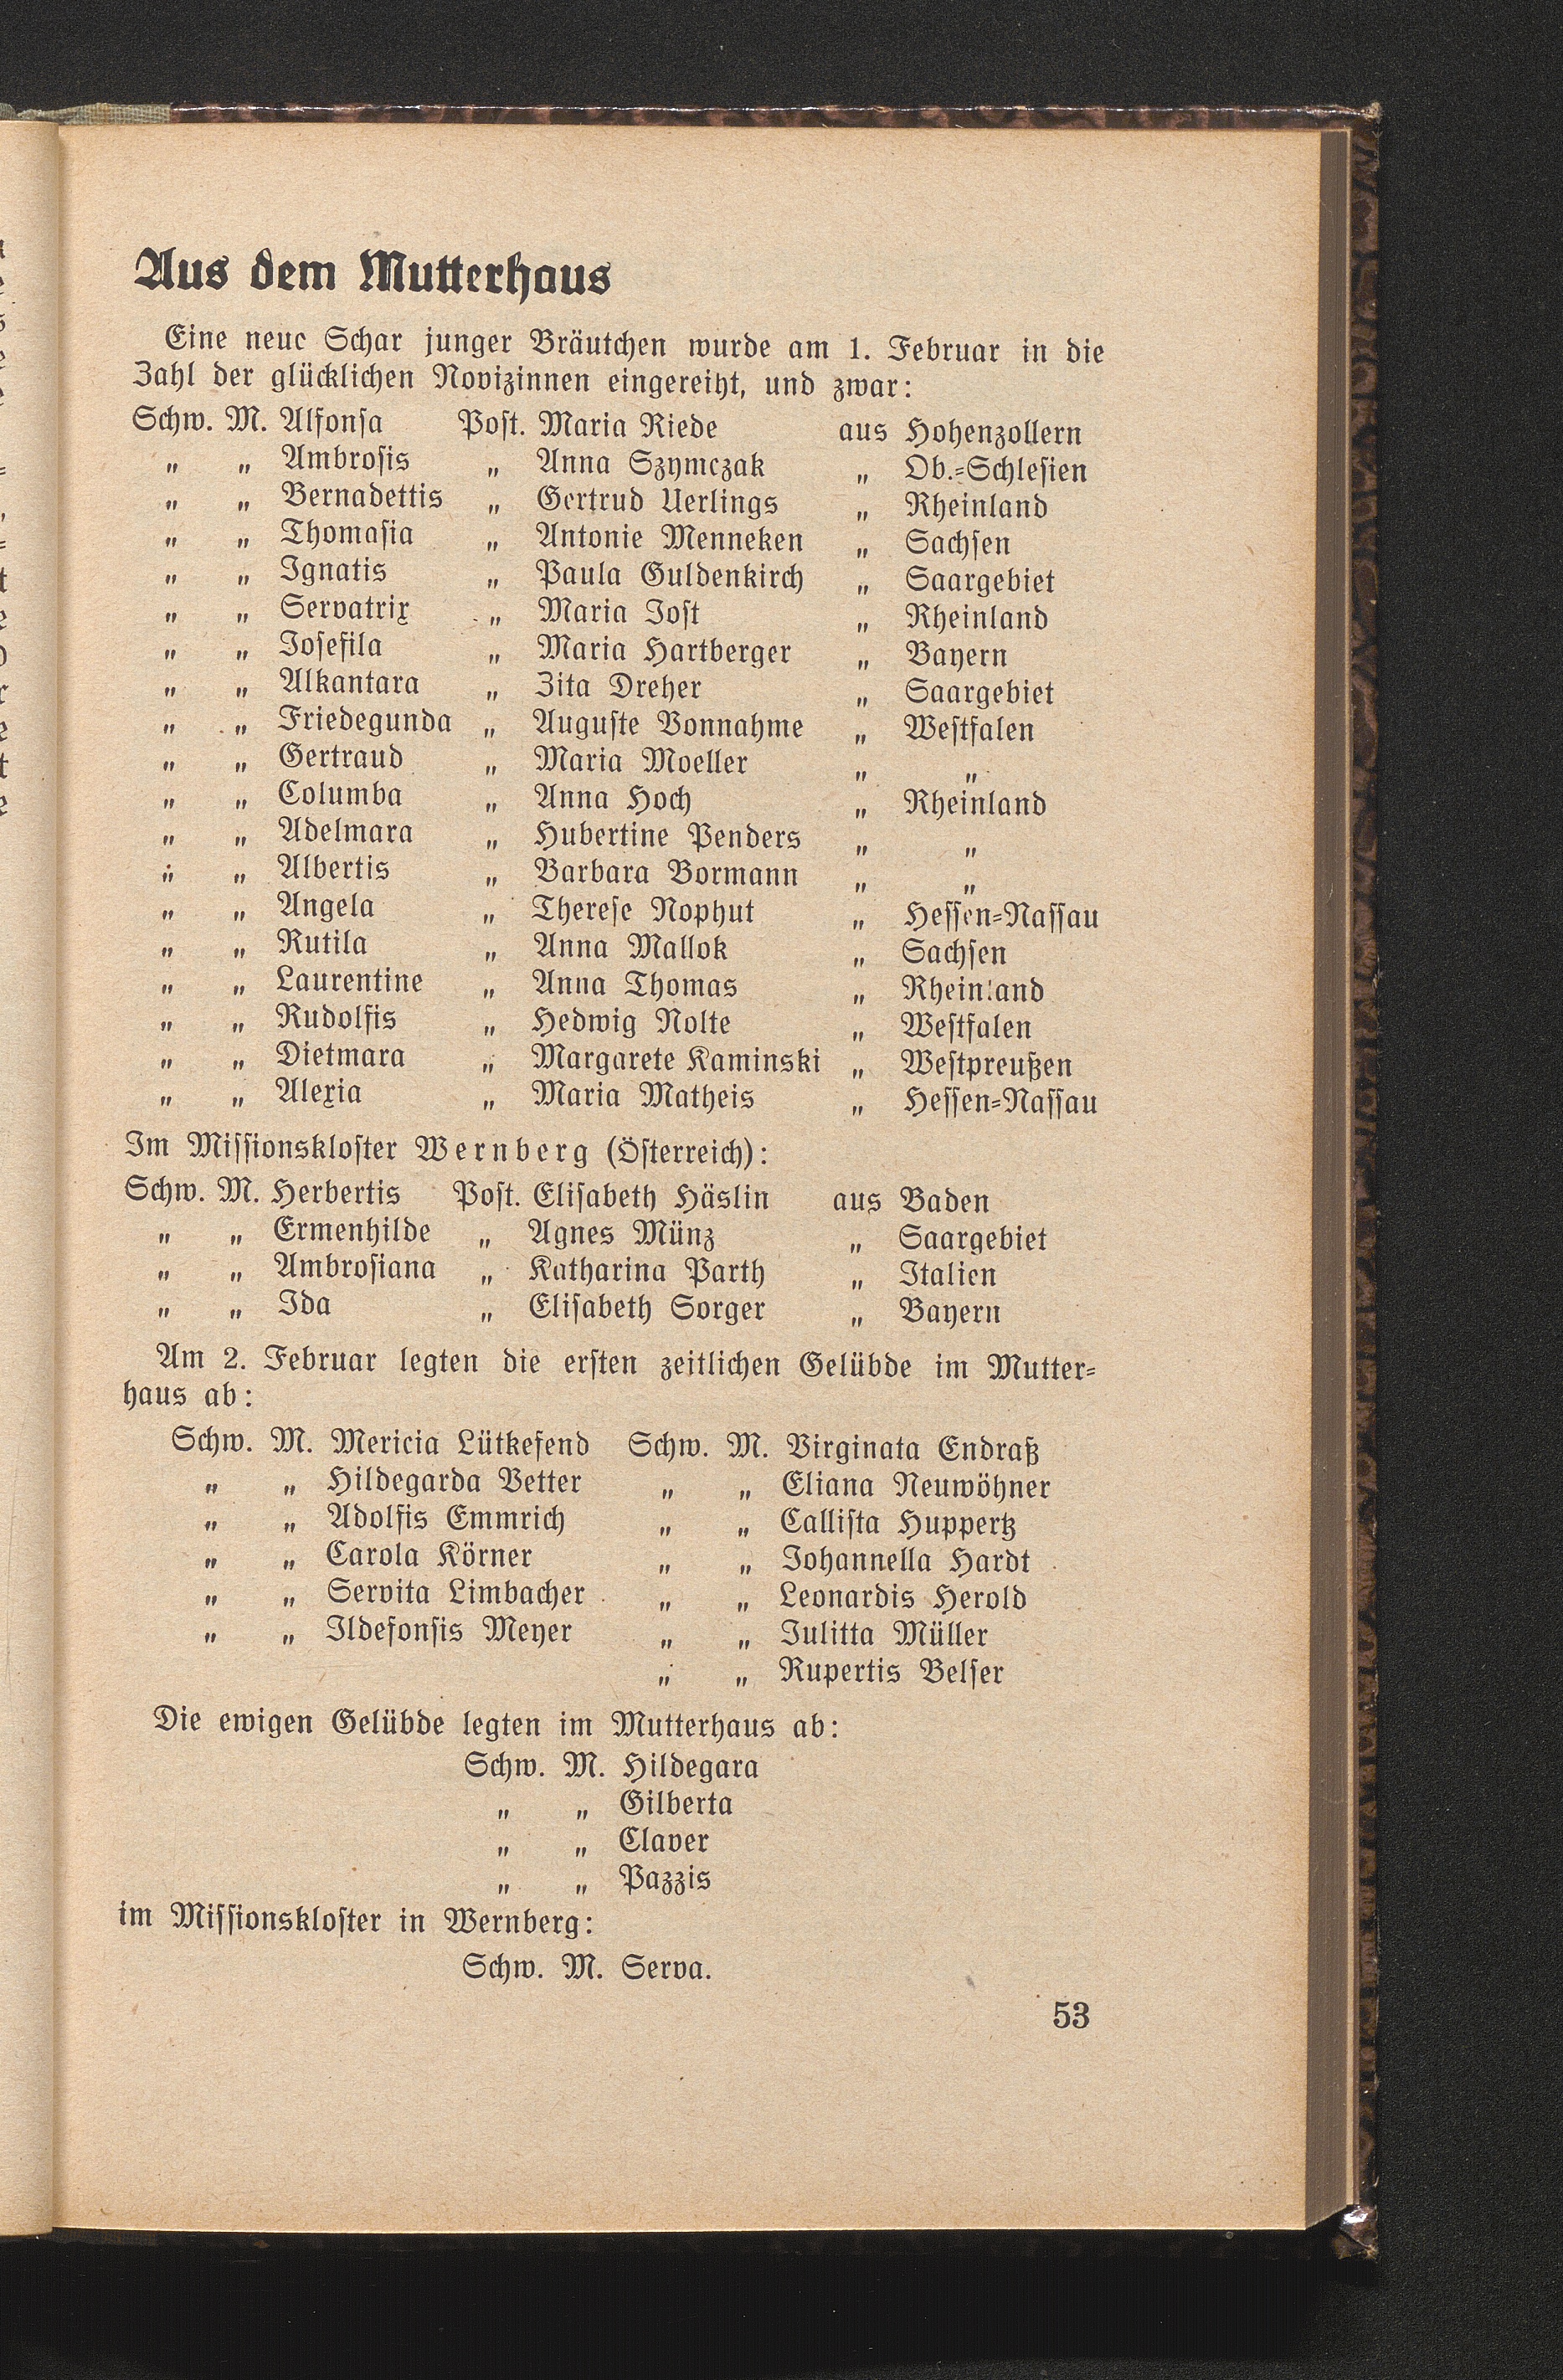 Aus dem Mutterhaus
Eine neue Schar junger Bräutchen wurde am 1. Februar in die
Zahl der glücklichen Novizinnen eingereiht, und zwar:
Schw. M. Alfonsa Post. Maria Riede aus Hohenzollern
„ „ Ambrosis „ Anna Szymczak „ Ob.-Schlesien
„ „ Bernadettis „ Gertrud Uerlings „ Rheinland
„ „ Thomasia „ Antonie Menneken „ Sachsen
„ „ Ignatis „ Paula Guldenkirch „ Saargebiet
„ „ Servatrix „ Maria Jost „ Rheinland
„ „ Josefila „ Maria Hartberger „ Bayern
„ „ Alkantara „ Zita Dreher „ Saargebiet
„ „ Friedegunda „ Auguste Vonnahme „ Westfalen
„ „ Gertraud „ Maria Moeller „ „
„ „ Columba „ Anna Hoch „ Rheinland
„ „ Adelmara „ Hubertine Penders „ „
„ „ Albertis „ Barbara Bormann „ „
„ „ Angela „ Therese Nophut „ Hessen-Nassau
„ „ Rutila „ Anna Mallok „ Sachsen
„ „ Laurentine „ Anna Thomas „ Rheinland
„ „ Rudolfis „ Hedwig Nolte „ Westfalen
„ „ Dietmara „ Margarete Kaminski „ Westpreußen
„ „ Alexia „ Maria Matheis „ Hessen-Nassau
Im Missionskloster Wernberg (Österreich):
Schw. M. Herbertis Post. Elisabeth Häslin aus Baden
„ „ Ermenhilde „ Agnes Münz „ Saargebiet
„ „ Ambrosiana „ Katharina Parth „ Italien
„ „ Ida „ Elisabeth Sorger „ Bayern
Am 2. Februar legten die ersten zeitlichen Gelübde im Mutter-
haus ab:
Schw. M. Mericia Lütkefend Schw. M. Virginata Endraß
„ „ Hildegarda Vetter „ „ Eliana Neuwöhner
„ „ Adolfis Emmrich „ „ Callista Huppertz
„ „ Carola Körner „ „ Johannella Hardt
„ „ Servita Limbacher „ „ Leonardis Herold
„ „ Ildefonsis Meyer „ „ Julitta Müller
„ „ Rupertis Belser
Die ewigen Gelübde legten im Mutterhaus ab:
Schw. M. Hildegara
„ „ Gilberta
„ „ Claver
„ „ Pazzis
im Missionskloster in Wernberg:
Schw. M. Serva.
53